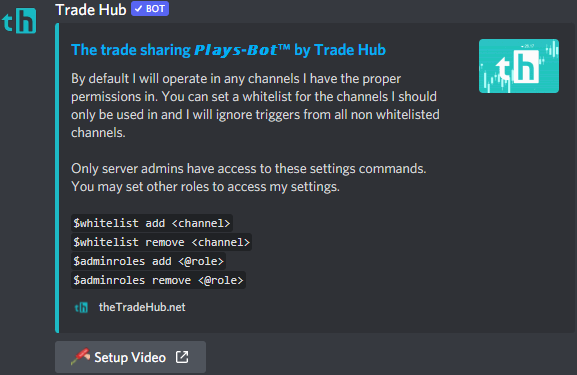 th
Trade Hub ✓ BOT
The trade sharing Plays-Bot™ by Trade Hub
th
By default I will operate in any channels I have the proper
permissions in. You can set a whitelist for the channels I should
only be used in and I will ignore triggers from all non whitelisted
channels.
Only server admins have access to these settings commands.
You may set other roles to access my settings.
$whitelist add <channel>
$whitelist remove <channel>
$adminroles add <@role>
$adminroles remove <@role>
th theTradeHub.net
Setup Video